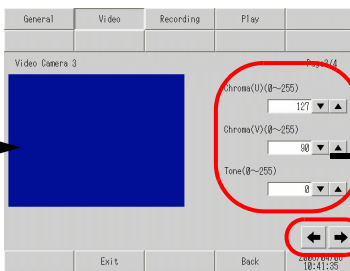 General Video Recording Play
Video Camera 3 Page3/4
Chroma(U)(0~255)
127 ▼ ▲
Chroma(V)(0~255)
90 ▼ ▲
Tone(0~255)
0 ▼ ▲
Exit Back
10:41:35